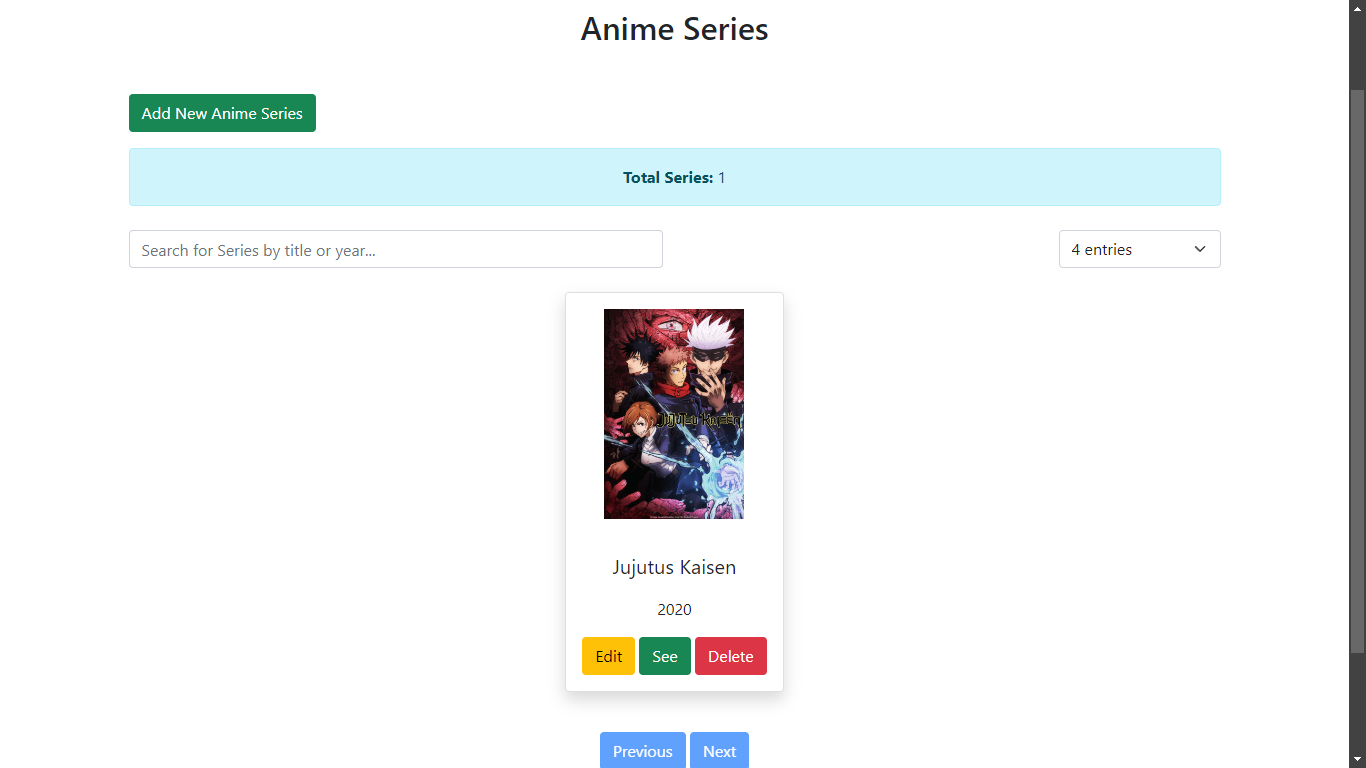 Anime Series
Add New Anime Series
Total Series: 1
Search for Series by title or year...
4 entries
JUJUTSU KAISEN
Jujutus Kaisen
2020
Edit See Delete
Previous Next